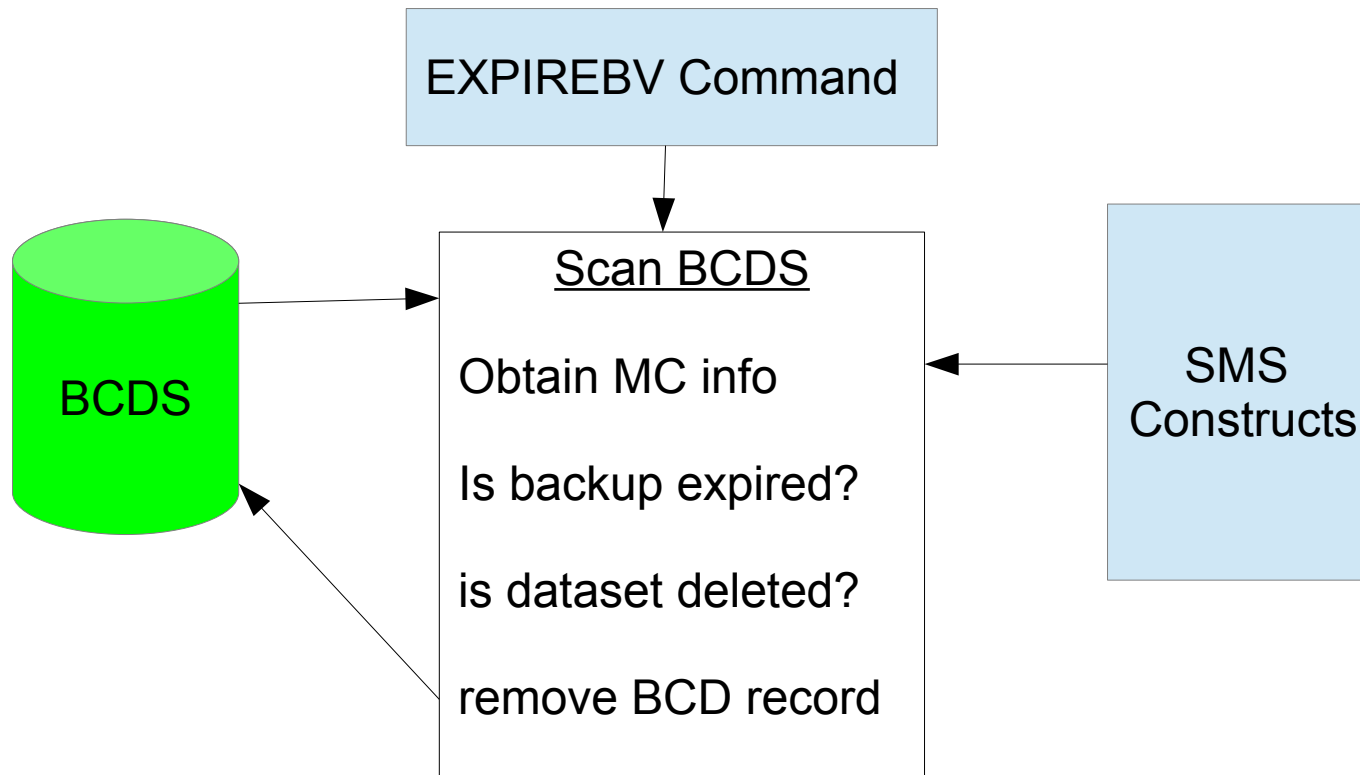 EXPIREBV Command
Scan BCDS
Obtain MC info
Is backup expired?
is dataset deleted?
remove BCD record
BCDS
SMS
Constructs